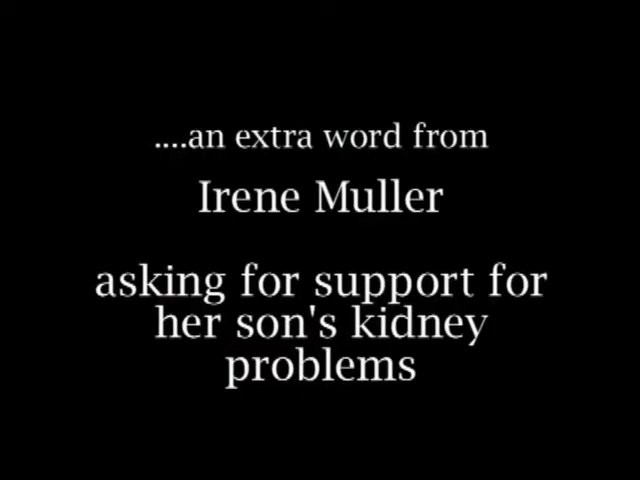 ....an extra word from
Irene Muller
asking for support for
her son's kidney
problems